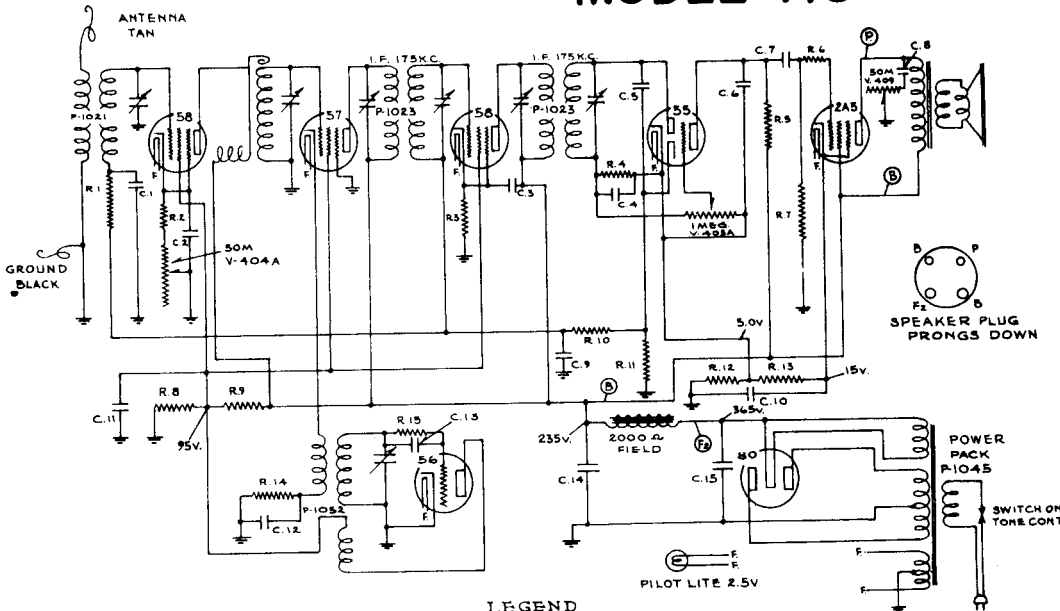 ANTENNA
TAN
I.F. 175 K.C.
I.F. 175 K.C.
C.7
R.6
P
C.8
50M
V-409
P-1021
58
57
P-1023
58
P-1023
C.5
55
C.6
2A5
R.5
F.
F.
F.
R.1
C.1
R.2
C.2
R.3
C.3
R.4
C.4
1 MEG.
V-403A
R.7
B
50M
V-404A
GROUND
BLACK
B
P
F2
B
SPEAKER PLUG
PRONGS DOWN
R.10
C.9
R.11
5.0V
R.12
R.13
15V.
C.10
C.11
R.8
R.9
95V.
B
235V.
2000 Ω
FIELD
F2
365V.
R.15
C.13
56
F.
C.14
C.15
80
POWER
PACK
P-1045
R.14
C.12
P-1052
SWITCH ON
TONE CONT
F.
F.
PILOT LITE 2.5V.
F.
F.
LEGEND